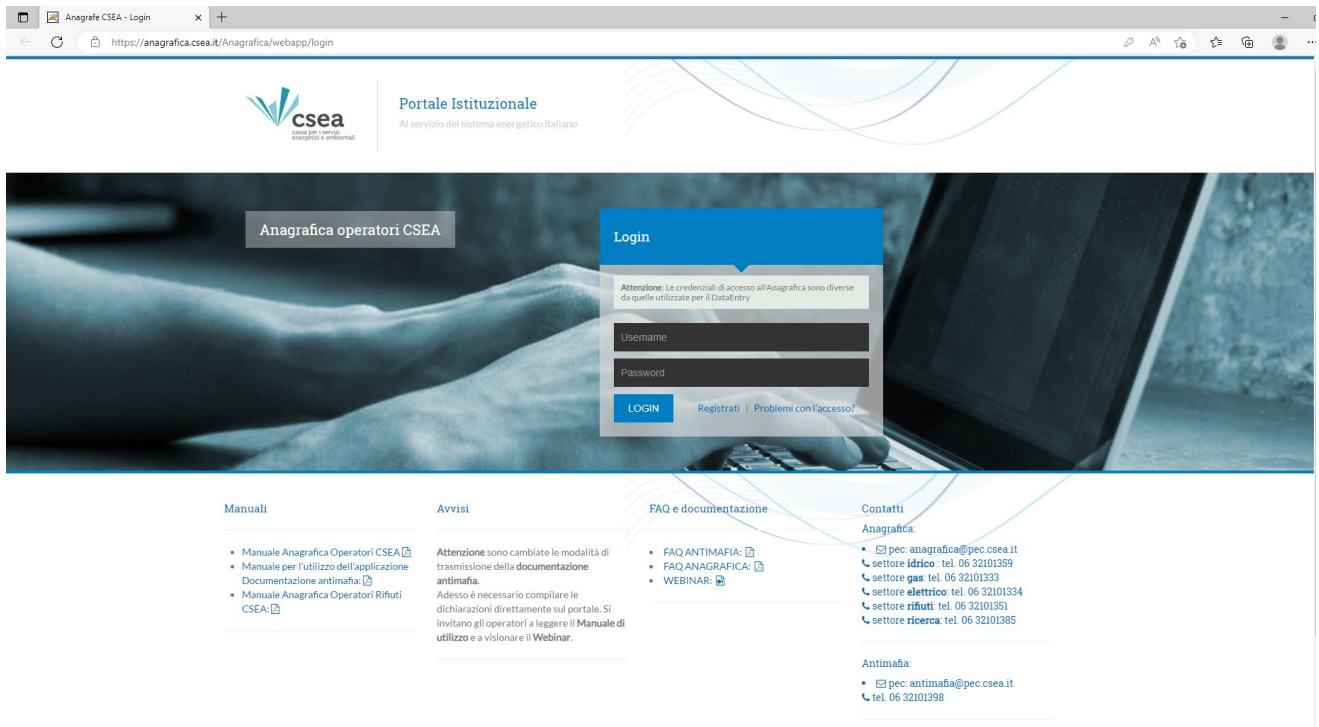 Anagrafe CSEA - Login
https://anagrafica.csea.it/Anagrafica/webapp/login
csea
cassa per i servizi
energetici e ambientali
Portale Istituzionale
Al servizio del sistema energetico italiano
Anagrafica operatori CSEA
Login
Attenzione: Le credenziali di accesso all'Anagrafica sono diverse
da quelle utilizzate per il DataEntry
Username
Password
LOGIN
Registrati | Problemi con l'accesso?
Manuali
Manuale Anagrafica Operatori CSEA
Manuale per l'utilizzo dell'applicazione
Documentazione antimafia:
Manuale Anagrafica Operatori Rifiuti
CSEA:
Avvisi
Attenzione sono cambiate le modalità di
trasmissione della documentazione
antimafia.
Adesso è necessario compilare le
dichiarazioni direttamente sul portale. Si
invitano gli operatori a leggere il Manuale di
utilizzo e a visionare il Webinar.
FAQ e documentazione
FAQ ANTIMAFIA:
FAQ ANAGRAFICA:
WEBINAR:
Contatti
Anagrafica:
pec: anagrafica@pec.csea.it
settore idrico : tel. 06 32101359
settore gas: tel. 06 32101333
settore elettrico: tel. 06 32101334
settore rifiuti: tel. 06 32101351
settore ricerca: tel. 06 32101385
Antimafia:
pec: antimafia@pec.csea.it
tel. 06 32101398